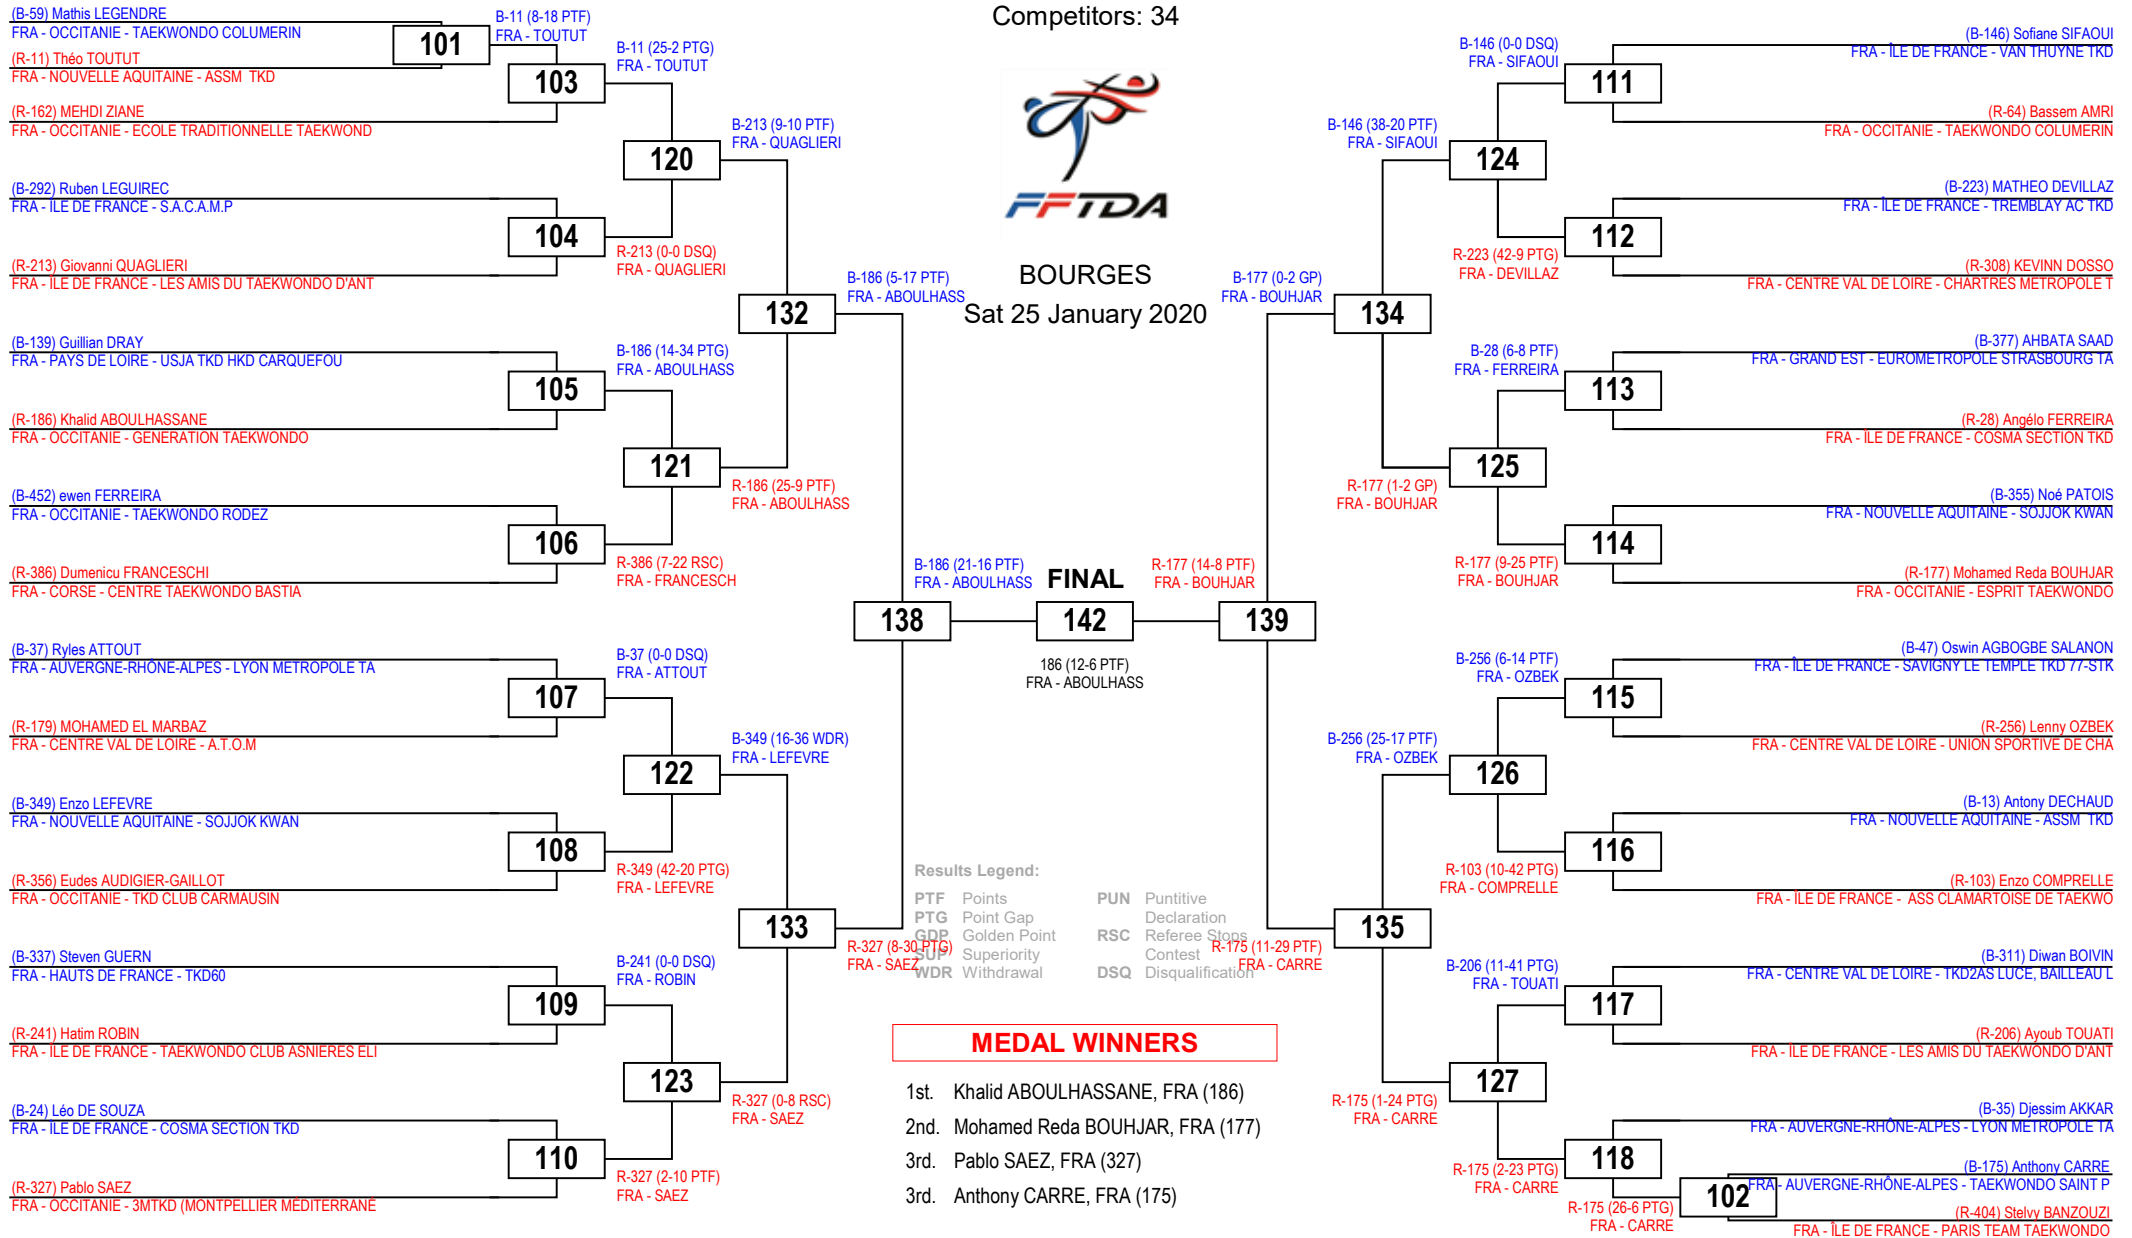 Competitors: 34
FFTDA
BOURGES
Sat 25 January 2020
(B-59) Mathis LEGENDRE
FRA - OCCITANIE - TAEKWONDO COLUMERIN
(R-11) Théo TOUTUT
FRA - NOUVELLE AQUITAINE - ASSM TKD
(R-162) MEHDI ZIANE
FRA - OCCITANIE - ECOLE TRADITIONNELLE TAEKWOND
(B-292) Ruben LEGUIREC
FRA - ÎLE DE FRANCE - S.A.C.A.M.P
(R-213) Giovanni QUAGLIERI
FRA - ÎLE DE FRANCE - LES AMIS DU TAEKWONDO D'ANT
(B-139) Guillian DRAY
FRA - PAYS DE LOIRE - USJA TKD HKD CARQUEFOU
(R-186) Khalid ABOULHASSANE
FRA - OCCITANIE - GENERATION TAEKWONDO
(B-452) ewen FERREIRA
FRA - OCCITANIE - TAEKWONDO RODEZ
(R-386) Dumenicu FRANCESCHI
FRA - CORSE - CENTRE TAEKWONDO BASTIA
(B-37) Ryles ATTOUT
FRA - AUVERGNE-RHÔNE-ALPES - LYON METROPOLE TA
(R-179) MOHAMED EL MARBAZ
FRA - CENTRE VAL DE LOIRE - A.T.O.M
(B-349) Enzo LEFEVRE
FRA - NOUVELLE AQUITAINE - SOJJOK KWAN
(R-356) Eudes AUDIGIER-GAILLOT
FRA - OCCITANIE - TKD CLUB CARMAUSIN
(B-337) Steven GUERN
FRA - HAUTS DE FRANCE - TKD60
(R-241) Hatim ROBIN
FRA - ÎLE DE FRANCE - TAEKWONDO CLUB ASNIERES ELI
(B-24) Léo DE SOUZA
FRA - ÎLE DE FRANCE - COSMA SECTION TKD
(R-327) Pablo SAEZ
FRA - OCCITANIE - 3MTKD (MONTPELLIER MEDITERRANE
101
B-11 (8-18 PTF)
FRA - TOUTUT
103
104
105
106
107
108
109
110
B-11 (25-2 PTG)
FRA - TOUTUT
R-213 (0-0 DSQ)
FRA - QUAGLIERI
B-186 (14-34 PTG)
FRA - ABOULHASS
R-386 (7-22 RSC)
FRA - FRANCESCH
B-37 (0-0 DSQ)
FRA - ATTOUT
R-349 (42-20 PTG)
FRA - LEFEVRE
B-241 (0-0 DSQ)
FRA - ROBIN
R-327 (2-10 PTF)
FRA - SAEZ
120
121
122
123
B-213 (9-10 PTF)
FRA - QUAGLIERI
R-186 (25-9 PTF)
FRA - ABOULHASS
B-349 (16-36 WDR)
FRA - LEFEVRE
R-327 (0-8 RSC)
FRA - SAEZ
132
133
B-186 (5-17 PTF)
FRA - ABOULHASS
R-327 (8-30 PTG)
FRA - SAEZ
138
B-186 (21-16 PTF)
FRA - ABOULHASS
FINAL
142
186 (12-6 PTF)
FRA - ABOULHASS
R-177 (14-8 PTF)
FRA - BOUHJAR
139
B-177 (0-2 GP)
FRA - BOUHJAR
R-175 (11-29 PTF)
FRA - CARRE
134
135
B-146 (38-20 PTF)
FRA - SIFAOUI
R-177 (1-2 GP)
FRA - BOUHJAR
B-256 (25-17 PTF)
FRA - OZBEK
R-175 (1-24 PTG)
FRA - CARRE
124
125
126
127
B-146 (0-0 DSQ)
FRA - SIFAOUI
R-223 (42-9 PTG)
FRA - DEVILLAZ
B-28 (6-8 PTF)
FRA - FERREIRA
R-177 (9-25 PTF)
FRA - BOUHJAR
B-256 (6-14 PTF)
FRA - OZBEK
R-103 (10-42 PTG)
FRA - COMPRELLE
B-206 (11-41 PTG)
FRA - TOUATI
R-175 (2-23 PTG)
FRA - CARRE
111
112
113
114
115
116
117
118
R-175 (26-6 PTG)
FRA - CARRE
102
(B-146) Sofiane SIFAOUI
FRA - ÎLE DE FRANCE - VAN THUYNE TKD
(R-64) Bassem AMRI
FRA - OCCITANIE - TAEKWONDO COLUMERIN
(B-223) MATHEO DEVILLAZ
FRA - ÎLE DE FRANCE - TREMBLAY AC TKD
(R-308) KEVINN DOSSO
FRA - CENTRE VAL DE LOIRE - CHARTRES METROPOLE T
(B-377) AHBATA SAAD
FRA - GRAND EST - EUROMETROPOLE STRASBOURG TA
(R-28) Angélo FERREIRA
FRA - ÎLE DE FRANCE - COSMA SECTION TKD
(B-355) Noé PATOIS
FRA - NOUVELLE AQUITAINE - SOJJOK KWAN
(R-177) Mohamed Reda BOUHJAR
FRA - OCCITANIE - ESPRIT TAEKWONDO
(B-47) Oswin AGBOGBE SALANON
FRA - ÎLE DE FRANCE - SAVIGNY LE TEMPLE TKD 77-STK
(R-256) Lenny OZBEK
FRA - CENTRE VAL DE LOIRE - UNION SPORTIVE DE CHA
(B-13) Antony DECHAUD
FRA - NOUVELLE AQUITAINE - ASSM TKD
(R-103) Enzo COMPRELLE
FRA - ÎLE DE FRANCE - ASS CLAMARTOISE DE TAEKWO
(B-311) Diwan BOIVIN
FRA - CENTRE VAL DE LOIRE - TKD2AS LUCE, BAILLEAU L
(R-206) Ayoub TOUATI
FRA - ÎLE DE FRANCE - LES AMIS DU TAEKWONDO D'ANT
(B-35) Djessim AKKAR
FRA - AUVERGNE-RHÔNE-ALPES - LYON METROPOLE TA
(B-175) Anthony CARRE
FRA - AUVERGNE-RHÔNE-ALPES - TAEKWONDO SAINT P
(R-404) Stelvy BANZOUZI
FRA - ÎLE DE FRANCE - PARIS TEAM TAEKWONDO
Results Legend:
PTF Points
PTG Point Gap
GDP Golden Point
SUP Superiority
WDR Withdrawal
PUN Puntitive
Declaration
RSC Referee Stops
Contest
DSQ Disqualification
MEDAL WINNERS
1st. Khalid ABOULHASSANE, FRA (186)
2nd. Mohamed Reda BOUHJAR, FRA (177)
3rd. Pablo SAEZ, FRA (327)
3rd. Anthony CARRE, FRA (175)